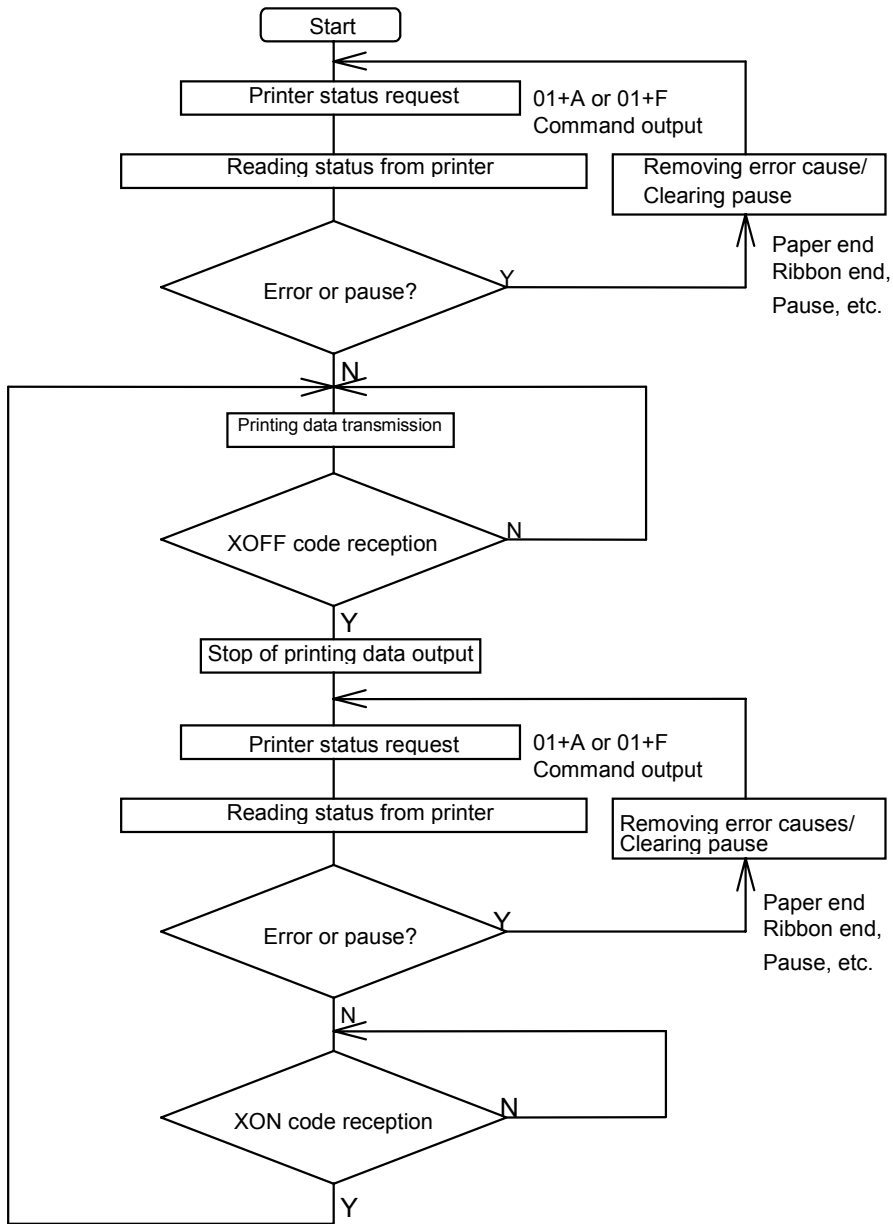 Start
Printer status request
01+A or 01+F
Command output
Reading status from printer
Removing error cause/
Clearing pause
Error or pause?
Y
Paper end
Ribbon end,
Pause, etc.
N
Printing data transmission
XOFF code reception
N
Y
Stop of printing data output
Printer status request
01+A or 01+F
Command output
Reading status from printer
Removing error causes/
Clearing pause
Error or pause?
Y
Paper end
Ribbon end,
Pause, etc.
N
XON code reception
N
Y